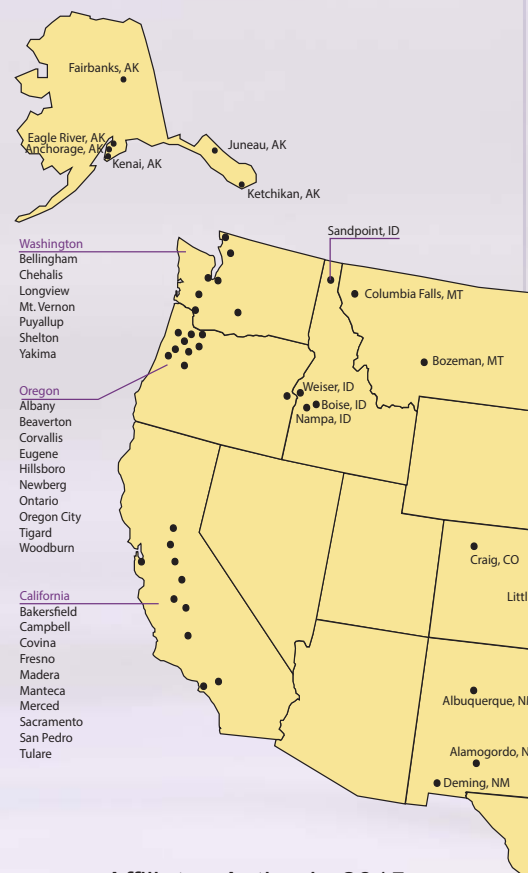 Fairbanks, AK
Eagle River, AK
Anchorage, AK
Kenai, AK
Juneau, AK
Ketchikan, AK
Sandpoint, ID
Washington
Bellingham
Chehalis
Longview
Mt. Vernon
Puyallup
Shelton
Yakima
Columbia Falls, MT
Bozeman, MT
Weiser, ID
Boise, ID
Nampa, ID
Oregon
Albany
Beaverton
Corvallis
Eugene
Hillsboro
Newberg
Ontario
Oregon City
Tigard
Woodburn
Craig, CO
Littl
California
Bakersfield
Campbell
Covina
Fresno
Madera
Manteca
Merced
Sacramento
San Pedro
Tulare
Albuquerque, N
Alamogordo, N
Deming, NM